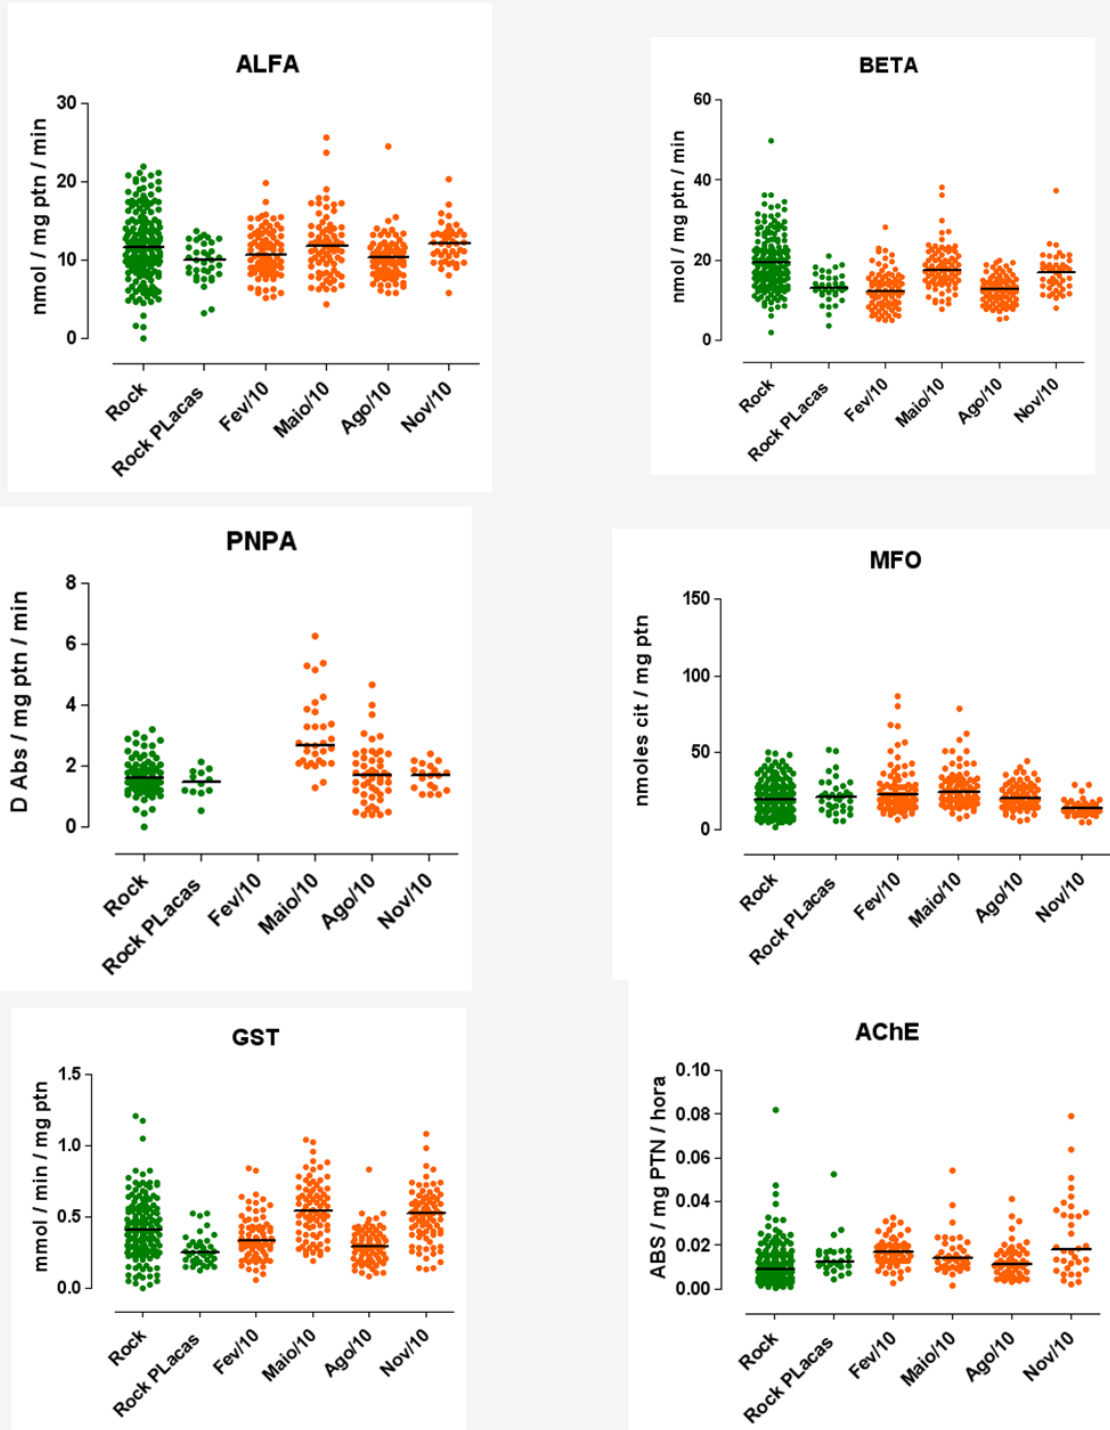 ALFA
nmol / mg ptn / min
30
20
10
0
Rock
Rock PLacas
Fev/10
Maio/10
Ago/10
Nov/10
BETA
nmol / mg ptn / min
60
40
20
0
Rock
Rock PLacas
Fev/10
Maio/10
Ago/10
Nov/10
PNPA
D Abs / mg ptn / min
8
6
4
2
0
Rock
Rock PLacas
Fev/10
Maio/10
Ago/10
Nov/10
MFO
nmoles cit / mg ptn
150
100
50
0
Rock
Rock PLacas
Fev/10
Maio/10
Ago/10
Nov/10
GST
mmol / min / mg ptn
1.5
1.0
0.5
0.0
Rock
Rock PLacas
Fev/10
Maio/10
Ago/10
Nov/10
AChE
ABS / mg PTN / hora
0.10
0.08
0.06
0.04
0.02
0.00
Rock
Rock PLacas
Fev/10
Maio/10
Ago/10
Nov/10